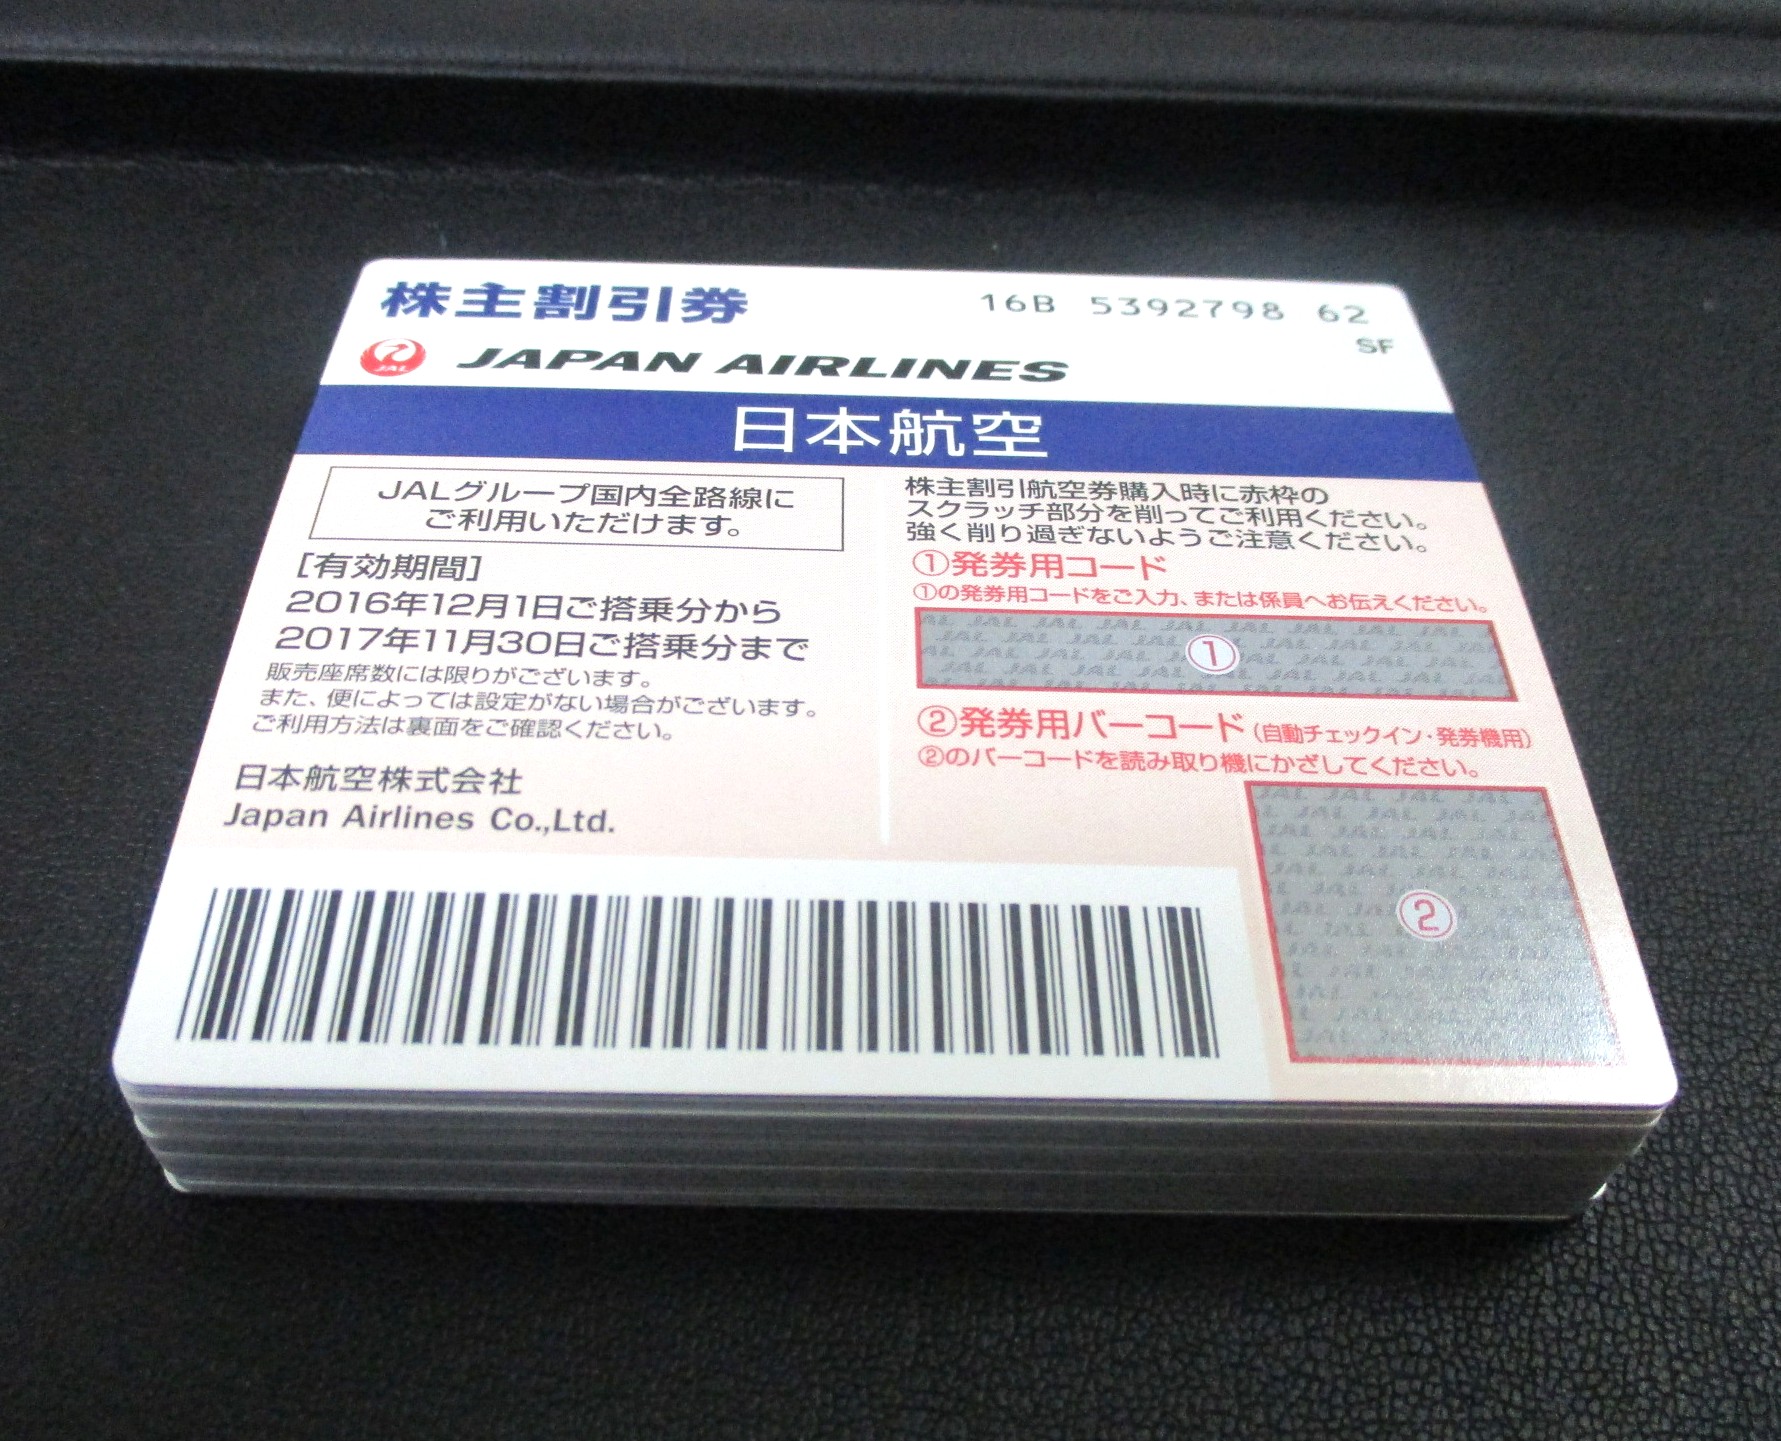 株主割引券
16B 5392798 62
SF
JAL
JAPAN AIRLINES
日本航空
JALグループ国内全路線に
ご利用いただけます。
[有効期間]
2016年12月1日ご搭乗分から
2017年11月30日ご搭乗分まで
販売座席数には限りがございます。
また、便によっては設定がない場合がございます。
ご利用方法は裏面をご確認ください。
日本航空株式会社
Japan Airlines Co.,Ltd.
株主割引航空券購入時に赤枠の
スクラッチ部分を削ってご利用ください。
強く削り過ぎないようご注意ください。
①発券用コード
①の発券用コードをご入力、または係員へお伝えください。
①
②発券用バーコード(自動チェックイン・発券機用)
②のバーコードを読み取り機にかざしてください。
②